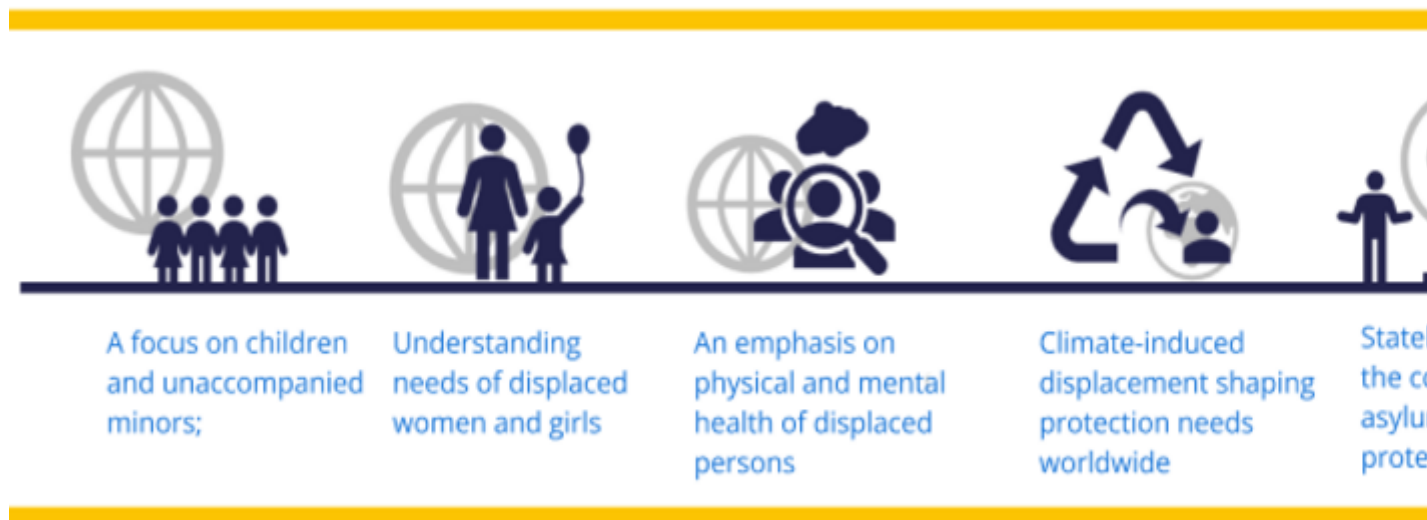 A focus on children
and unaccompanied
minors;
Understanding
needs of displaced
women and girls
An emphasis on
physical and mental
health of displaced
persons
Climate-induced
displacement shaping
protection needs
worldwide
the